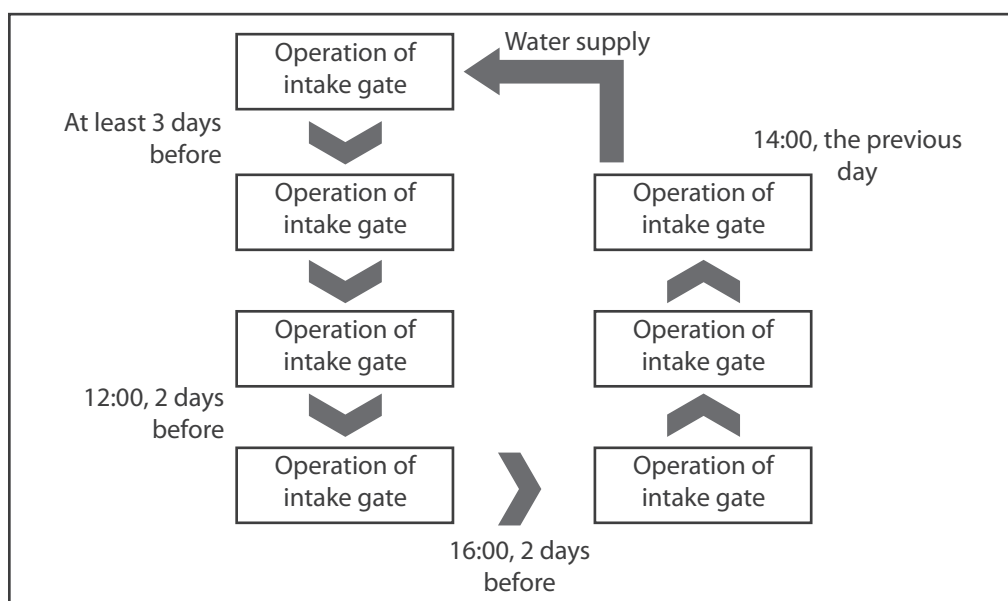 Operation of
intake gate
Water supply
At least 3 days
before
14:00, the previous
day
Operation of
intake gate
Operation of
intake gate
Operation of
intake gate
Operation of
intake gate
12:00, 2 days
before
Operation of
intake gate
Operation of
intake gate
16:00, 2 days
before